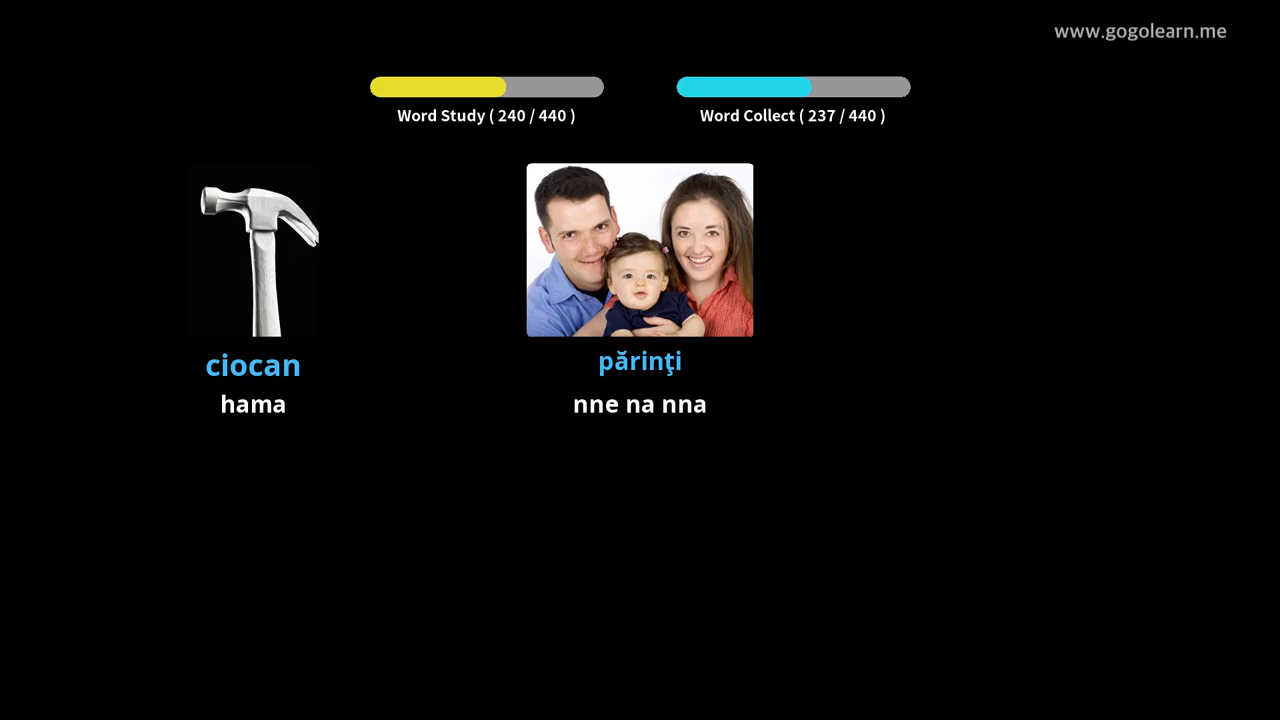 www.gogolearn.me
Word Study ( 240 / 440 )
Word Collect ( 237 / 440 )
ciocan
hama
părinţi
nne na nna